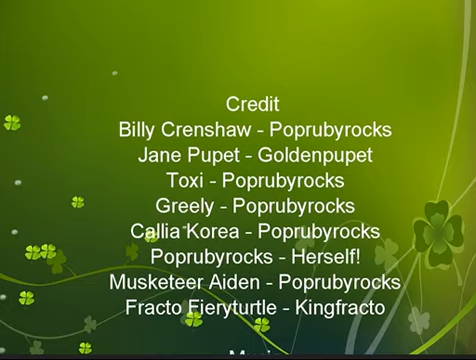 Credit
Billy Crenshaw - Poprubyrocks
Jane Pupet - Goldenpupet
Toxi - Poprubyrocks
Greely - Poprubyrocks
Callia Korea - Poprubyrocks
Poprubyrocks - Herself!
Musketeer Aiden - Poprubyrocks
Fracto Fieryturtle - Kingfracto